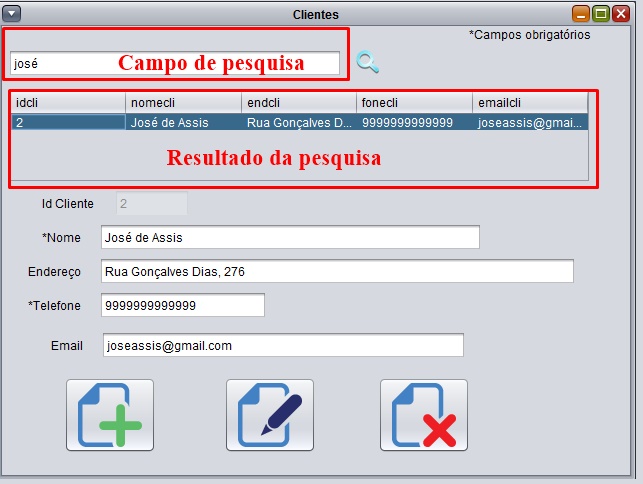 Clientes
*Campos obrigatórios
josé
Campo de pesquisa
idcli nomecli endcli fonecli emailcli
2 José de Assis Rua Gonçalves D... 9999999999999 joseassis@gmai...
Resultado da pesquisa
Id Cliente 2
*Nome José de Assis
Endereço Rua Gonçalves Dias, 276
*Telefone 9999999999999
Email joseassis@gmail.com